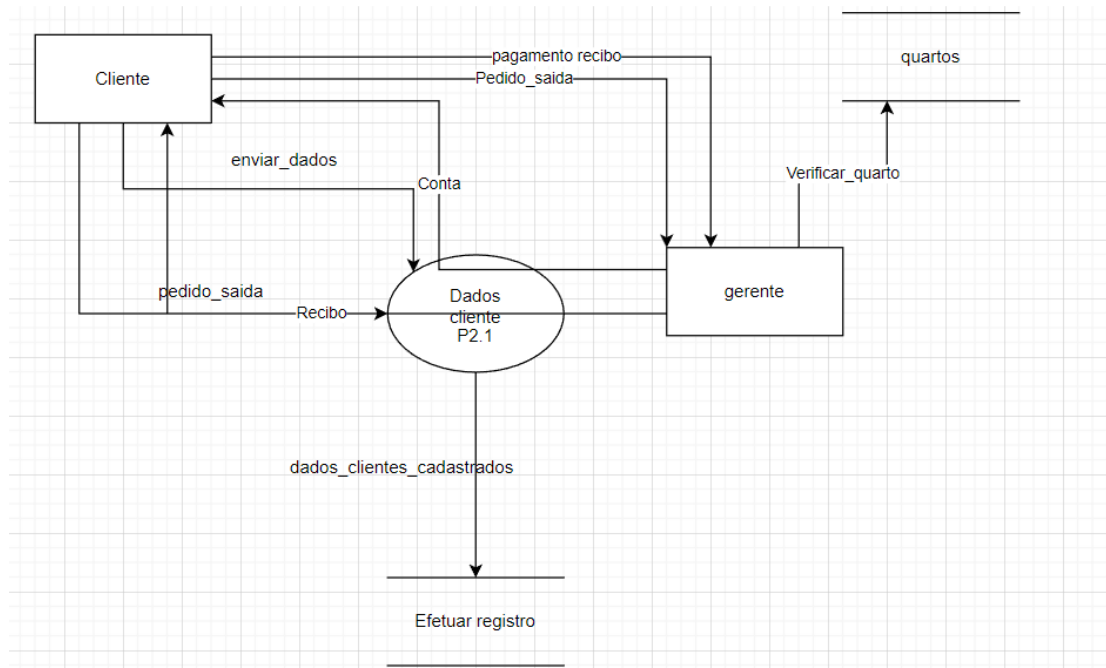 pagamento recibo
quartos
Cliente
Pedido_saida
enviar_dados
Verificar_quarto
Conta
pedido_saida
Recibo
Dados
cliente
P2.1
gerente
dados_clientes_cadastrados
Efetuar registro